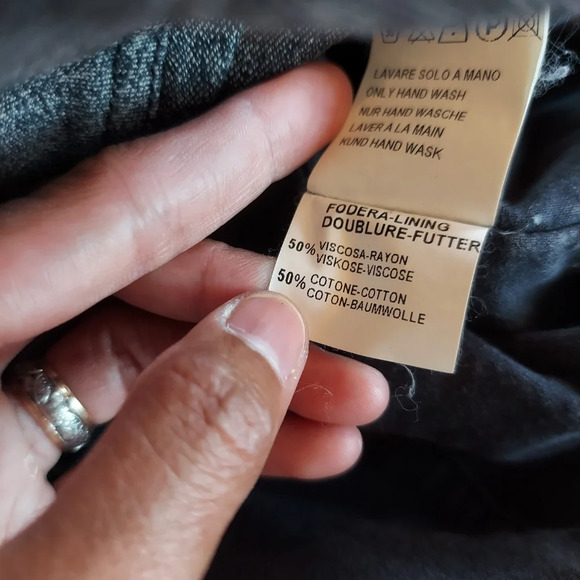 LAVARE SOLO A MANO
ONLY HAND WASH
NUR HAND WASCHE
LAVER A LA MAIN
KUND HAND WASK
FODERA-LINING
DOUBLURE-FUTTER
50% VISCOSA-RAYON
VISKOSE-VISCOSE
50% COTONE-COTTON
COTON-BAUMWOLLE